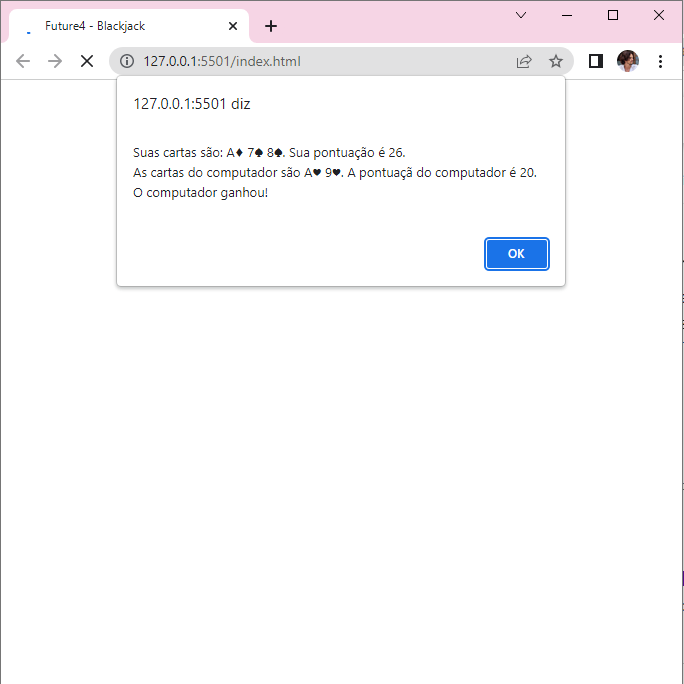 Future4 - Blackjack
127.0.0.1:5501/index.html
127.0.0.1:5501 diz
Suas cartas são: A♦ 7♠ 8♠. Sua pontuação é 26.
As cartas do computador são A♥ 9♥. A pontuaçã do computador é 20.
O computador ganhou!
OK